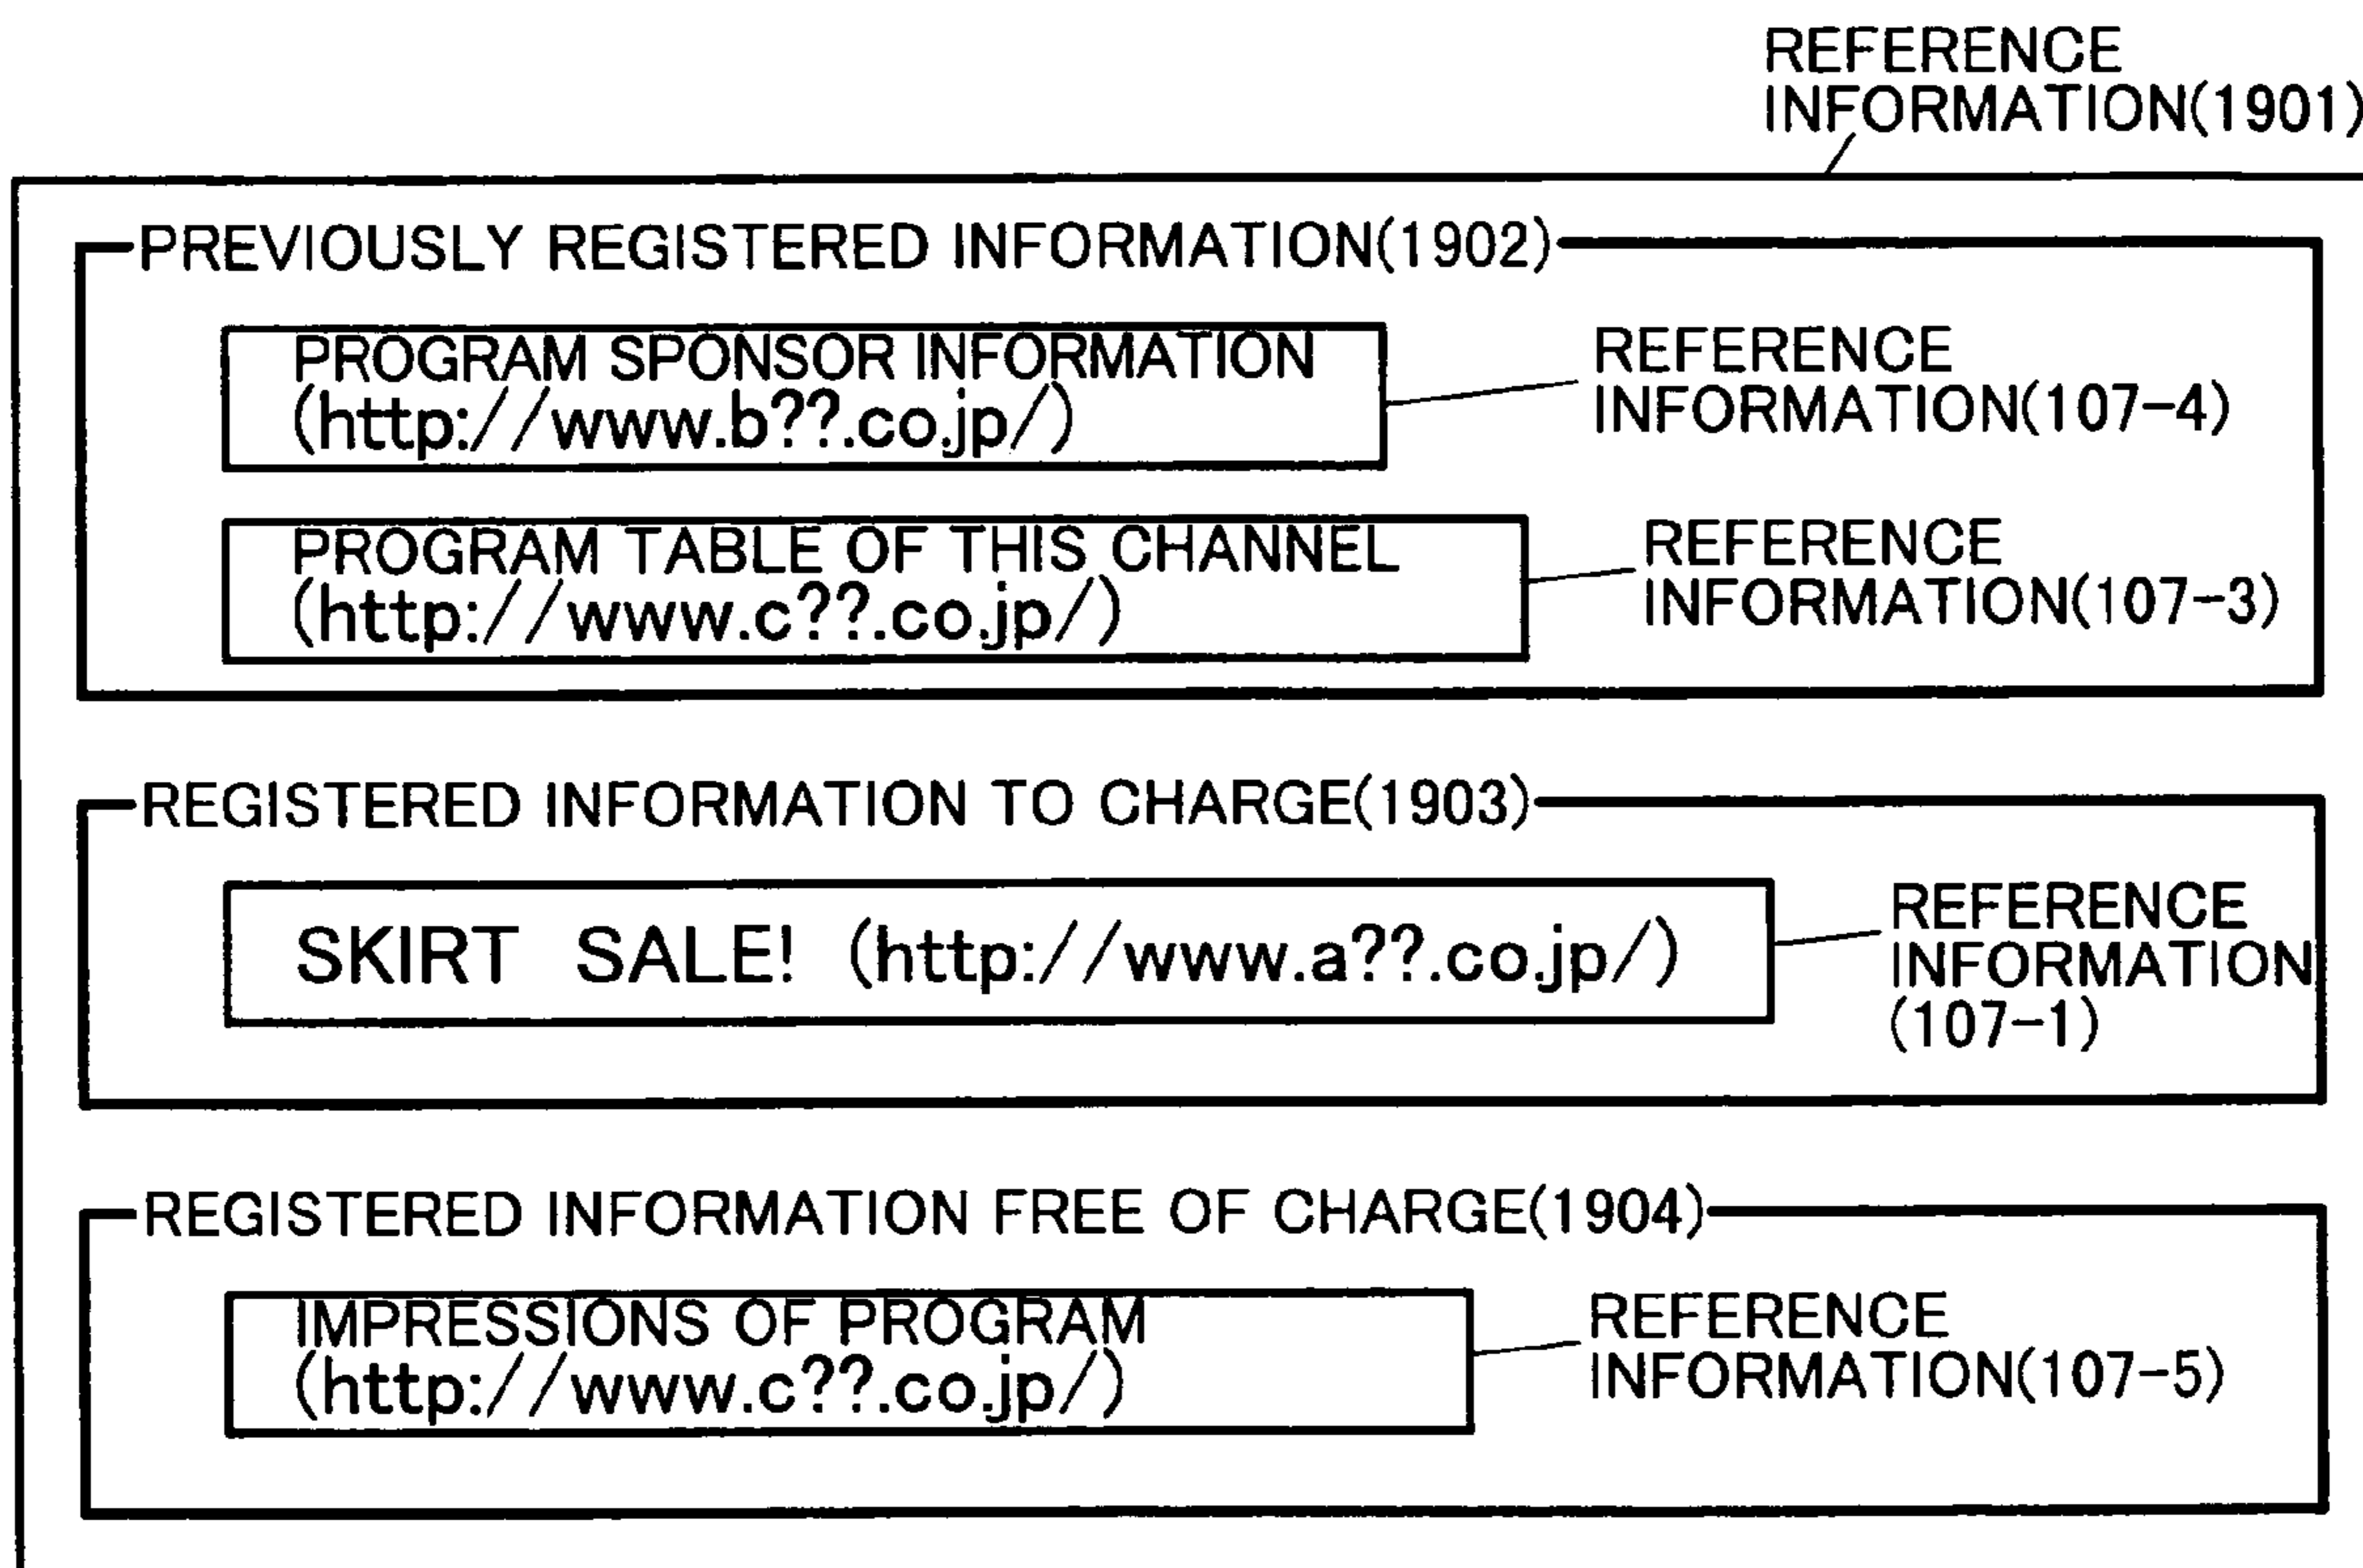 REFERENCE
INFORMATION(1901)
PREVIOUSLY REGISTERED INFORMATION(1902)
PROGRAM SPONSOR INFORMATION
(http://www.b??.co.jp/)
REFERENCE
INFORMATION(107-4)
PROGRAM TABLE OF THIS CHANNEL
(http://www.c??.co.jp/)
REFERENCE
INFORMATION(107-3)
REGISTERED INFORMATION TO CHARGE(1903)
SKIRT SALE! (http://www.a??.co.jp/)
REFERENCE
INFORMATION
(107-1)
REGISTERED INFORMATION FREE OF CHARGE(1904)
IMPRESSIONS OF PROGRAM
(http://www.c??.co.jp/)
REFERENCE
INFORMATION(107-5)